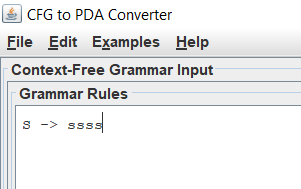 CFG to PDA Converter
File Edit Examples Help
Context-Free Grammar Input
Grammar Rules
S -> ssss